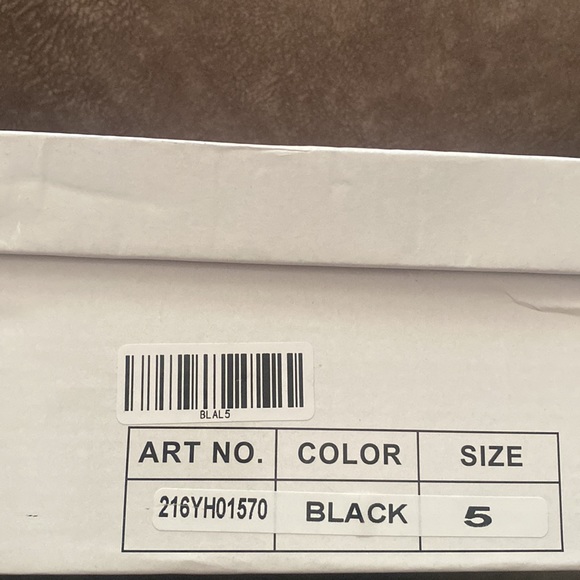 BLAL5
ART NO. COLOR SIZE
216YH01570 BLACK 5